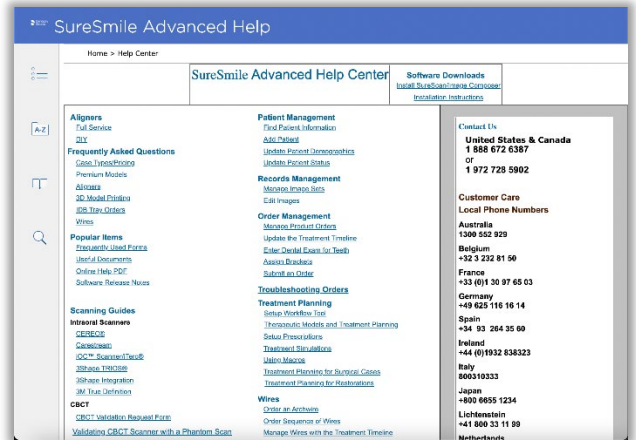 SureSmile Advanced Help
Home > Help Center
SureSmile Advanced Help Center
Software Downloads
Install SureScan/Image Composer
Installation Instructions
A-Z
Aligners
Full Service
DIY
Frequently Asked Questions
Case Types/Pricing
Premium Models
Aligners
3D Model Printing
IDB Tray Orders
Wires
Popular Items
Frequently Used Forms
Useful Documents
Online Help PDF
Software Release Notes
Scanning Guides
Intraoral Scanners
CEREC®
Carestream
iOC™ Scanner/iTero®
3Shape TRIOS®
3Shape Integration
3M True Definition
CBCT
CBCT Validation Request Form
Validating CBCT Scanner with a Phantom Scan
Patient Management
Find Patient Information
Add Patient
Update Patient Demographics
Update Patient Status
Records Management
Manage Image Sets
Edit Images
Order Management
Manage Product Orders
Update the Treatment Timeline
Enter Dental Exam for Teeth
Assign Brackets
Submit an Order
Troubleshooting Orders
Treatment Planning
Setup Workflow Tool
Therapeutic Models and Treatment Planning
Setup Prescriptions
Treatment Simulations
Using Macros
Treatment Planning for Surgical Cases
Treatment Planning for Restorations
Wires
Order an Archwire
Order Sequence of Wires
Manage Wires with the Treatment Timeline
Contact Us
United States & Canada
1 888 672 6387
or
1 972 728 5902
Customer Care
Local Phone Numbers
Australia
1300 552 929
Belgium
+32 3 232 81 50
France
+33 (0)1 30 97 65 03
Germany
+49 625 116 16 14
Spain
+34 93 264 35 60
Ireland
+44 (0)1932 838323
Italy
800310333
Japan
+800 6655 1234
Lichtenstein
+41 800 33 11 99
Netherlands